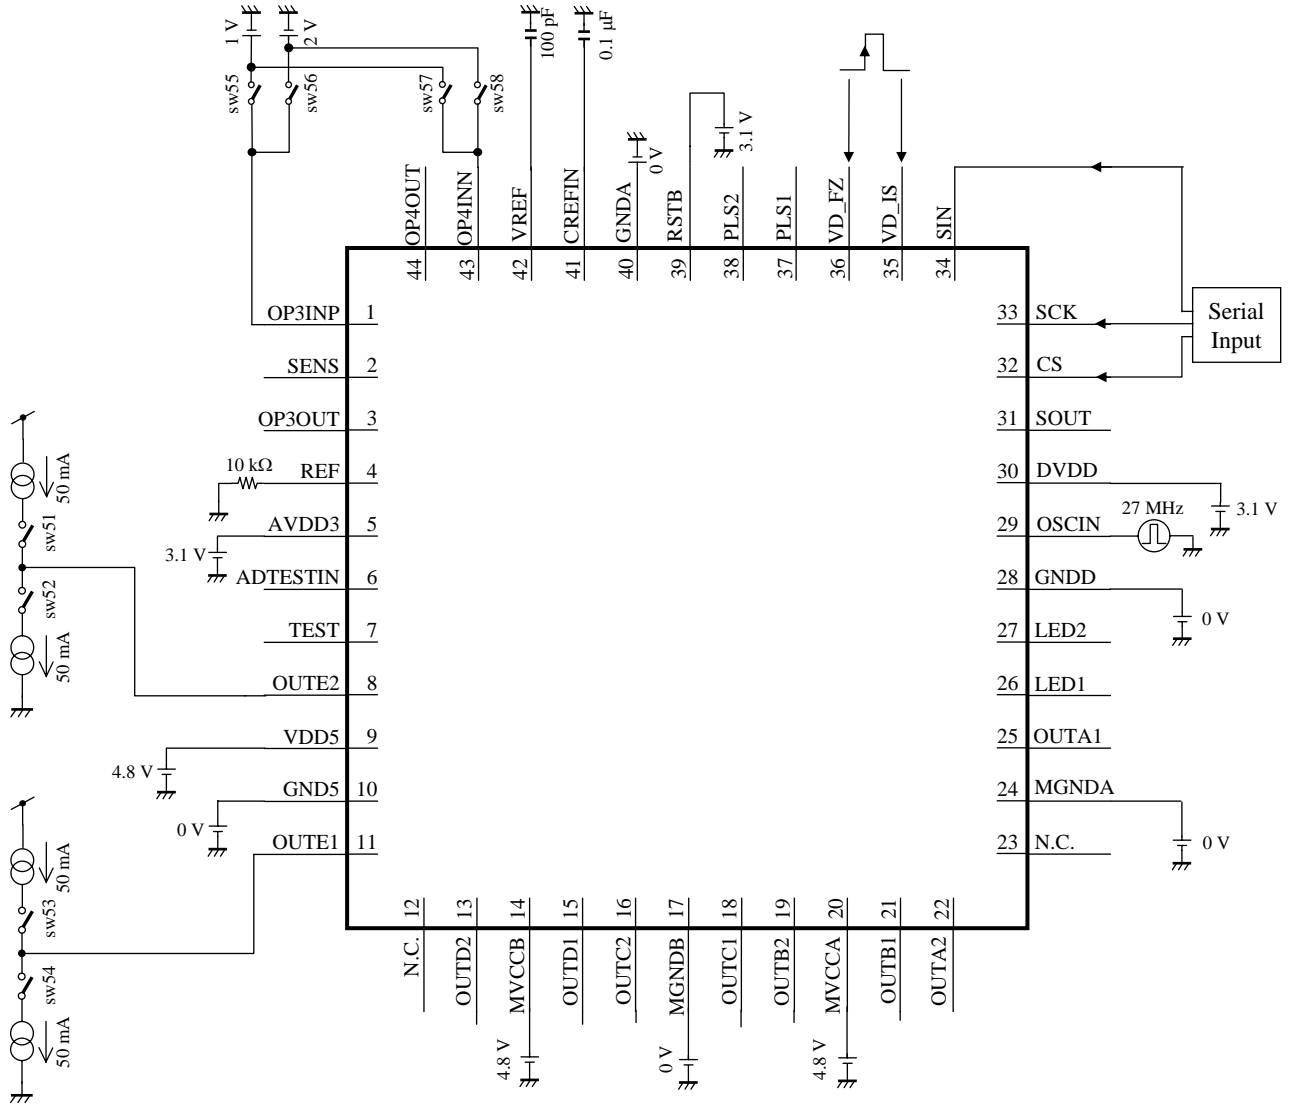 1 V
2 V
100 pF
0.1 µF
sw55
sw56
sw57
sw58
0 V
3.1 V
OP4OUT
OP4INN
VREF
CREFIN
GNDA
RSTB
PLS2
PLS1
VD_FZ
VD_IS
SIN
44
43
42
41
40
39
38
37
36
35
34
OP3INP 1
SENS 2
OP3OUT 3
10 kΩ
REF 4
AVDD3 5
3.1 V
ADTESTIN 6
TEST 7
OUTE2 8
VDD5 9
4.8 V
GND5 10
0 V
OUTE1 11
50 mA
sw51
sw52
50 mA
50 mA
sw53
sw54
50 mA
33 SCK
Serial
Input
32 CS
31 SOUT
30 DVDD
3.1 V
27 MHz
29 OSCIN
28 GNDD
0 V
27 LED2
26 LED1
25 OUTA1
24 MGNDA
0 V
23 N.C.
12
13
14
15
16
17
18
19
20
21
22
N.C.
OUTD2
MVCCB
OUTD1
OUTC2
MGNDB
OUTC1
OUTB2
MVCCA
OUTB1
OUTA2
4.8 V
0 V
4.8 V